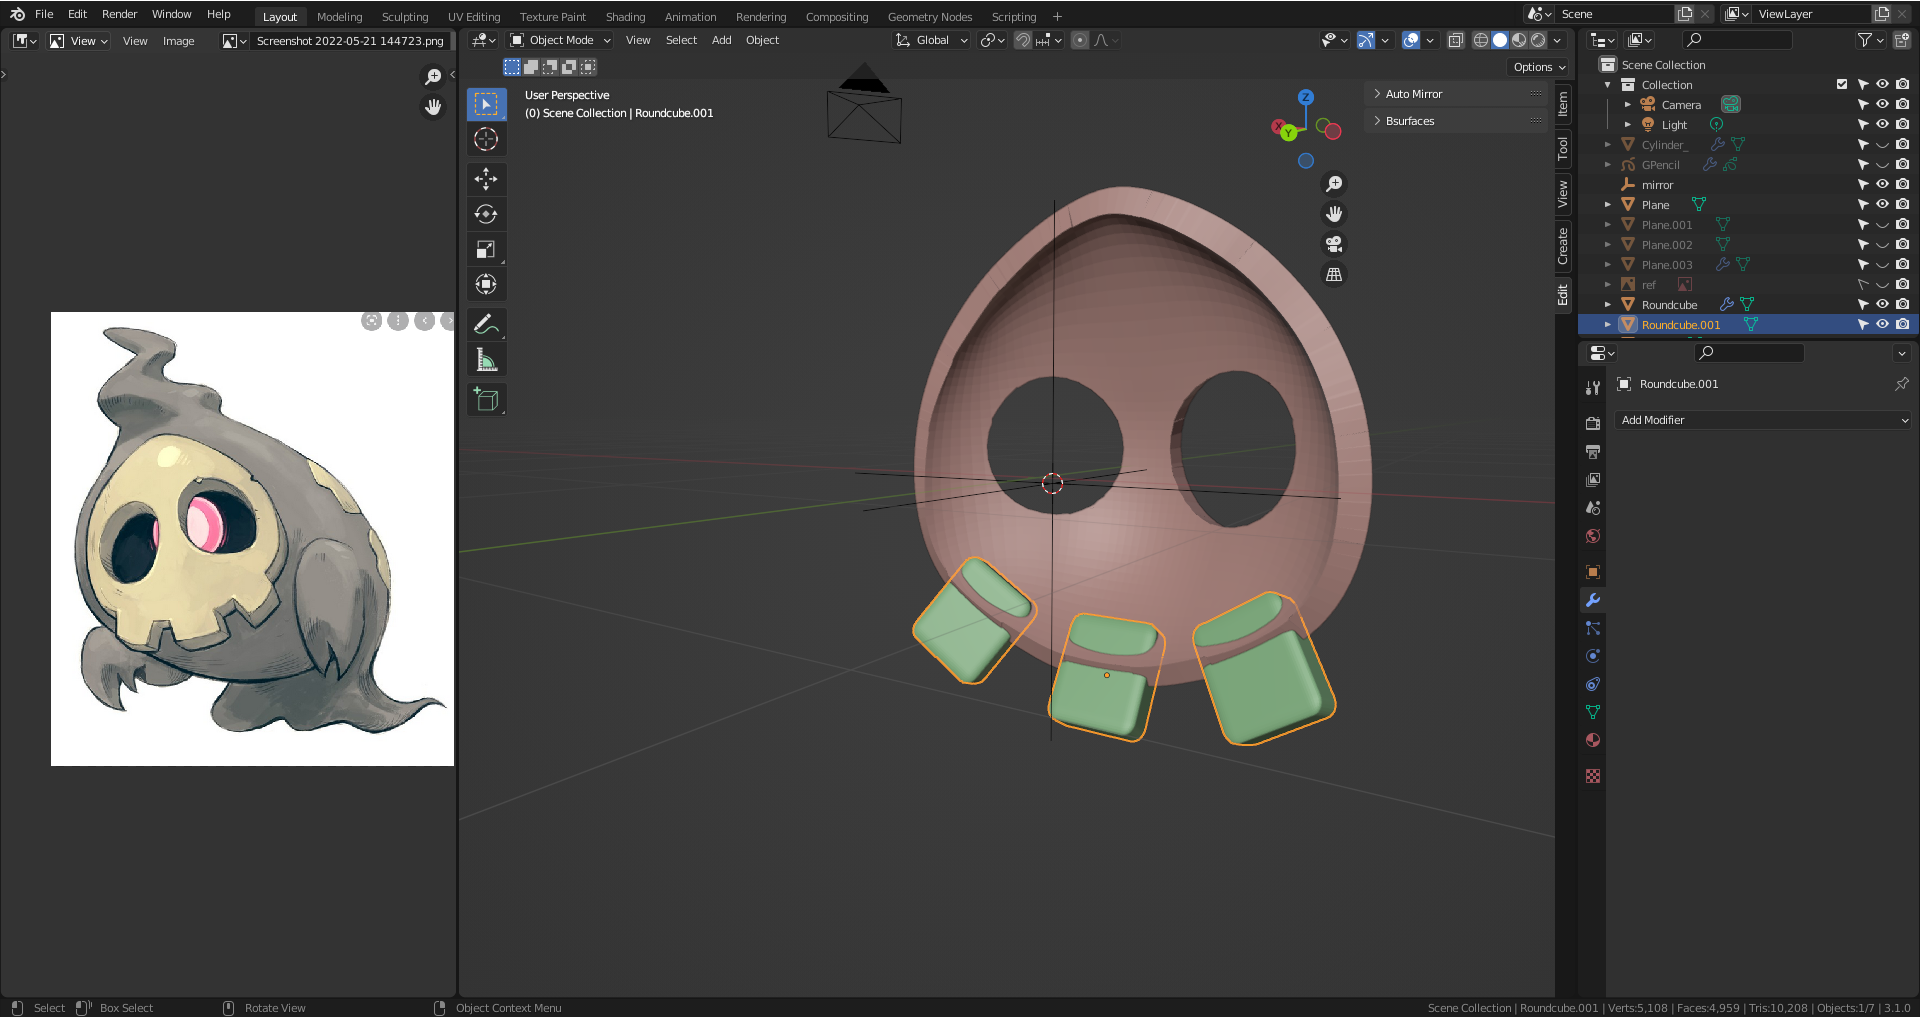 File Edit Render Window Help
Layout Modeling Sculpting UV Editing Texture Paint Shading Animation Rendering Compositing Geometry Nodes Scripting +
Scene
ViewLayer
View View Image Screenshot 2022-05-21 144723.png
Object Mode View Select Add Object Global
Options
User Perspective
(0) Scene Collection | Roundcube.001
Z
X
Y
Auto Mirror
Bsurfaces
Item
Tool
View
Create
Edit
Scene Collection
Collection
Camera
Light
Cylinder_
GPencil
mirror
Plane
Plane.001
Plane.002
Plane.003
ref
Roundcube
Roundcube.001
Roundcube.001
Add Modifier
Select Box Select Rotate View Object Context Menu
Scene Collection | Roundcube.001 | Verts:5,108 | Faces:4,959 | Tris:10,208 | Objects:1/7 | 3.1.0